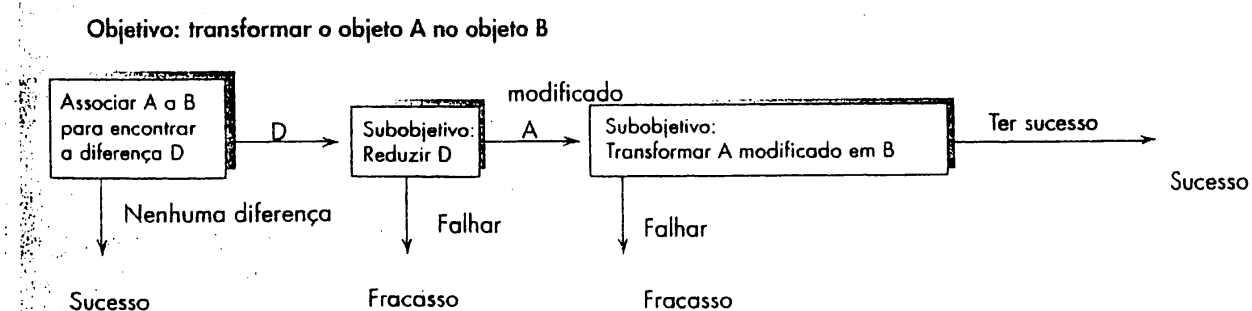 Objetivo: transformar o objeto A no objeto B
Associar A a B
para encontrar
a diferença D
D
Subobjetivo:
Reduzir D
modificado
A
Subobjetivo:
Transformar A modificado em B
Ter sucesso
Sucesso
Nenhuma diferença
Falhar
Falhar
Sucesso
Fracasso
Fracasso